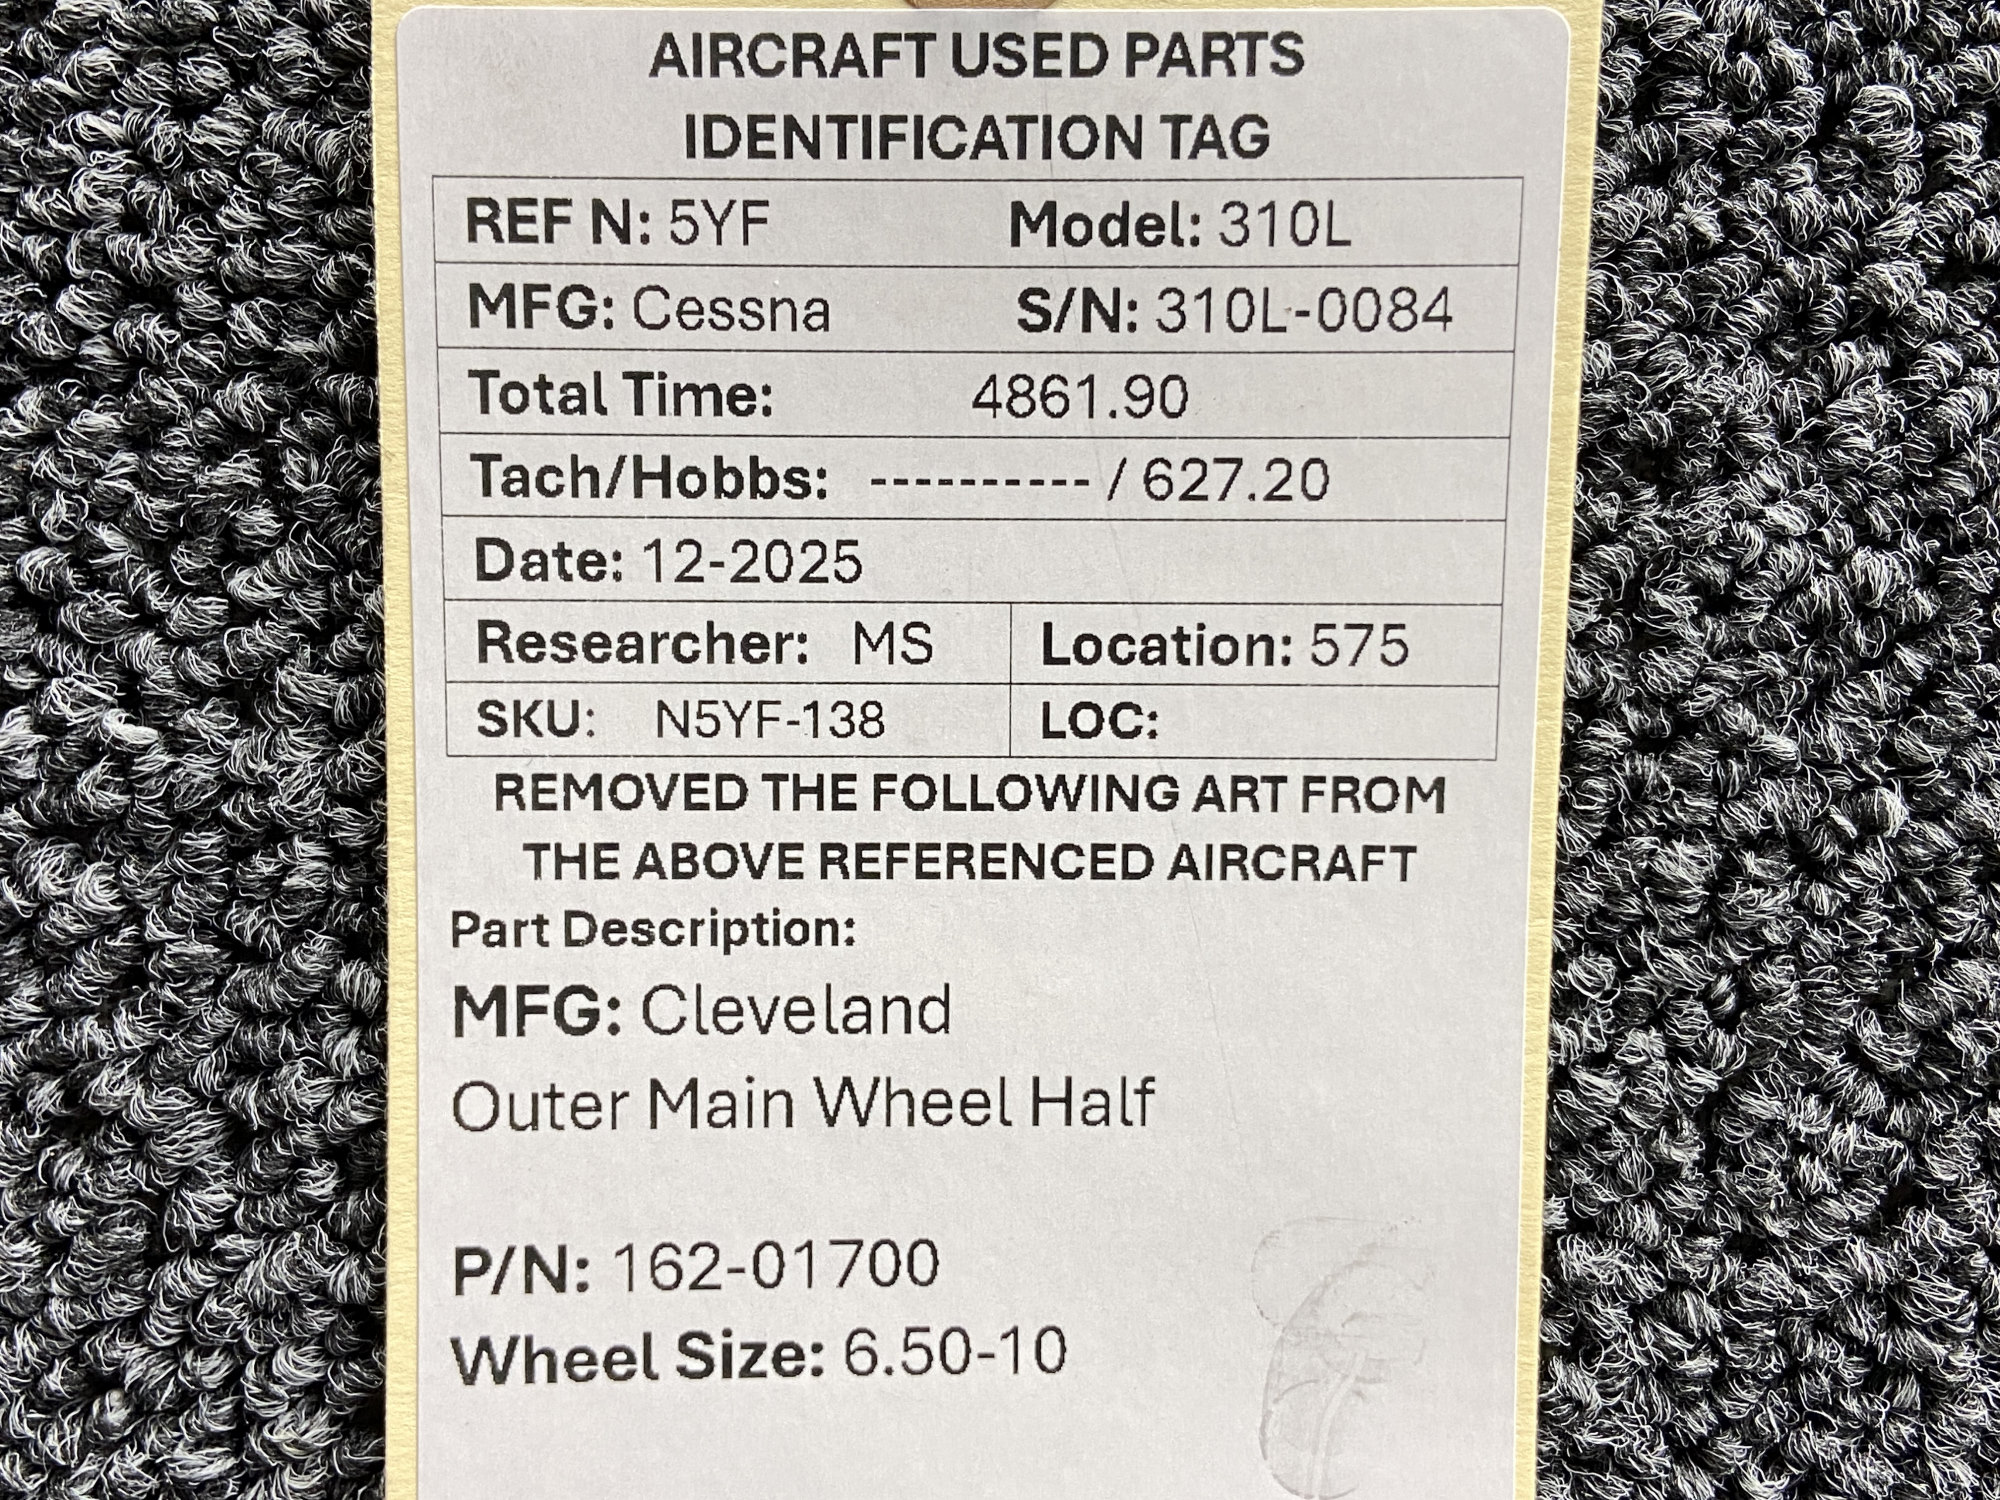 AIRCRAFT USED PARTS
IDENTIFICATION TAG
REF N: 5YF Model: 310L
MFG: Cessna S/N: 310L-0084
Total Time: 4861.90
Tach/Hobbs: ---------- / 627.20
Date: 12-2025
Researcher: MS Location: 575
SKU: N5YF-138 LOC:
REMOVED THE FOLLOWING ART FROM
THE ABOVE REFERENCED AIRCRAFT
Part Description:
MFG: Cleveland
Outer Main Wheel Half
P/N: 162-01700
Wheel Size: 6.50-10